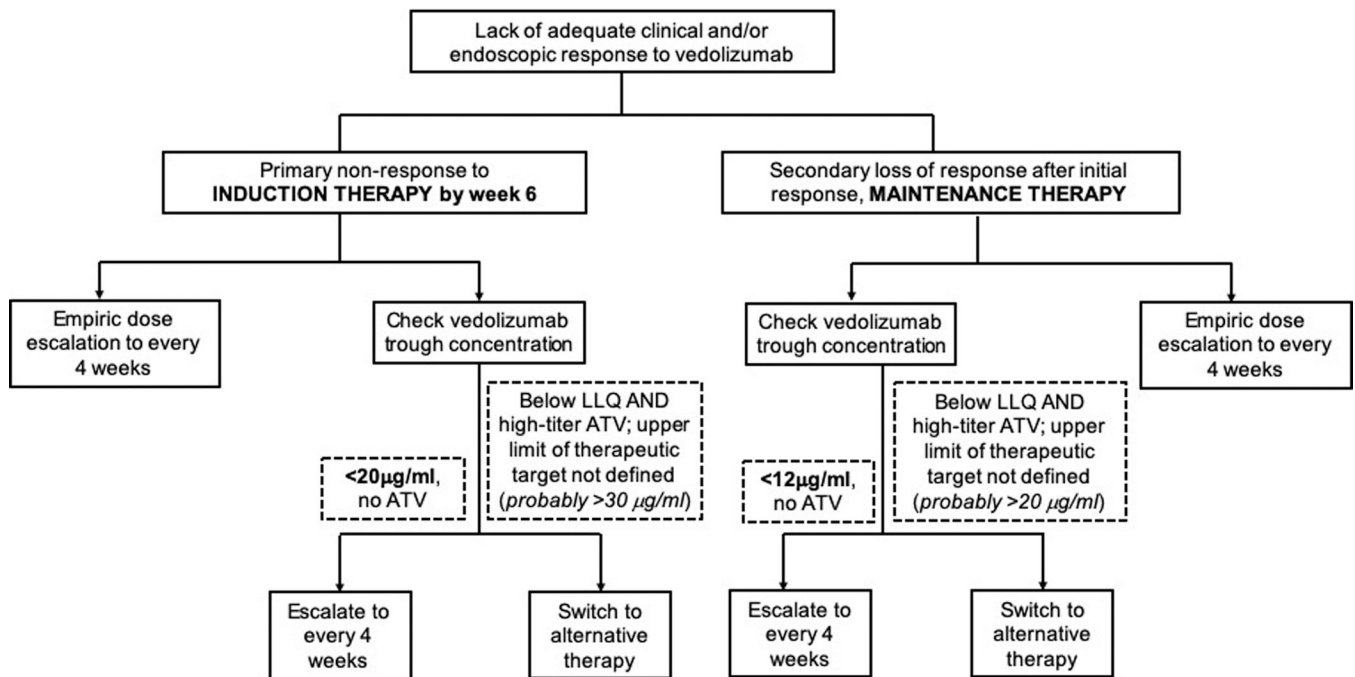 Lack of adequate clinical and/or
endoscopic response to vedolizumab
Primary non-response to
INDUCTION THERAPY by week 6
Secondary loss of response after initial
response, MAINTENANCE THERAPY
Empiric dose
escalation to every
4 weeks
Check vedolizumab
trough concentration
Check vedolizumab
trough concentration
Empiric dose
escalation to every
4 weeks
<20μg/ml,
no ATV
Below LLQ AND
high-titer ATV; upper
limit of therapeutic
target not defined
(probably >30 μg/ml)
<12μg/ml,
no ATV
Below LLQ AND
high-titer ATV; upper
limit of therapeutic
target not defined
(probably >20 μg/ml)
Escalate to
every 4
weeks
Switch to
alternative
therapy
Escalate to
every 4
weeks
Switch to
alternative
therapy